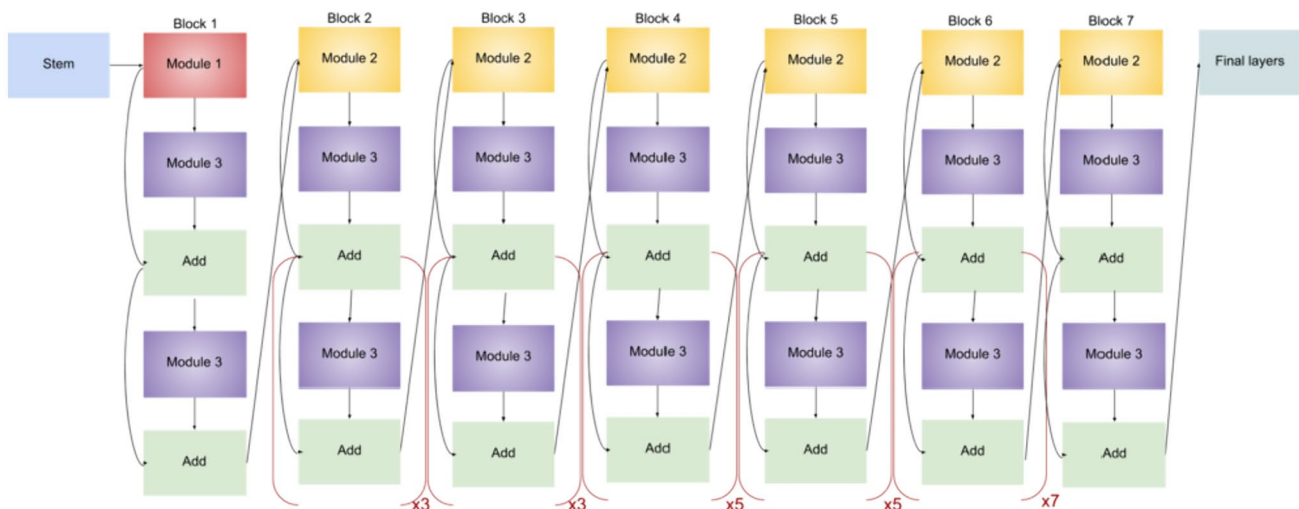 Block 1 Block 2 Block 3 Block 4 Block 5 Block 6 Block 7
Stem Module 1 Module 2 Module 2 Module 2 Module 2 Module 2 Module 2 Final layers
Module 3 Module 3 Module 3 Module 3 Module 3 Module 3 Module 3
Add Add Add Add Add Add Add
Module 3 Module 3 Module 3 Module 3 Module 3 Module 3 Module 3
Add Add Add Add Add Add Add
x3 x3 x5 x5 x7